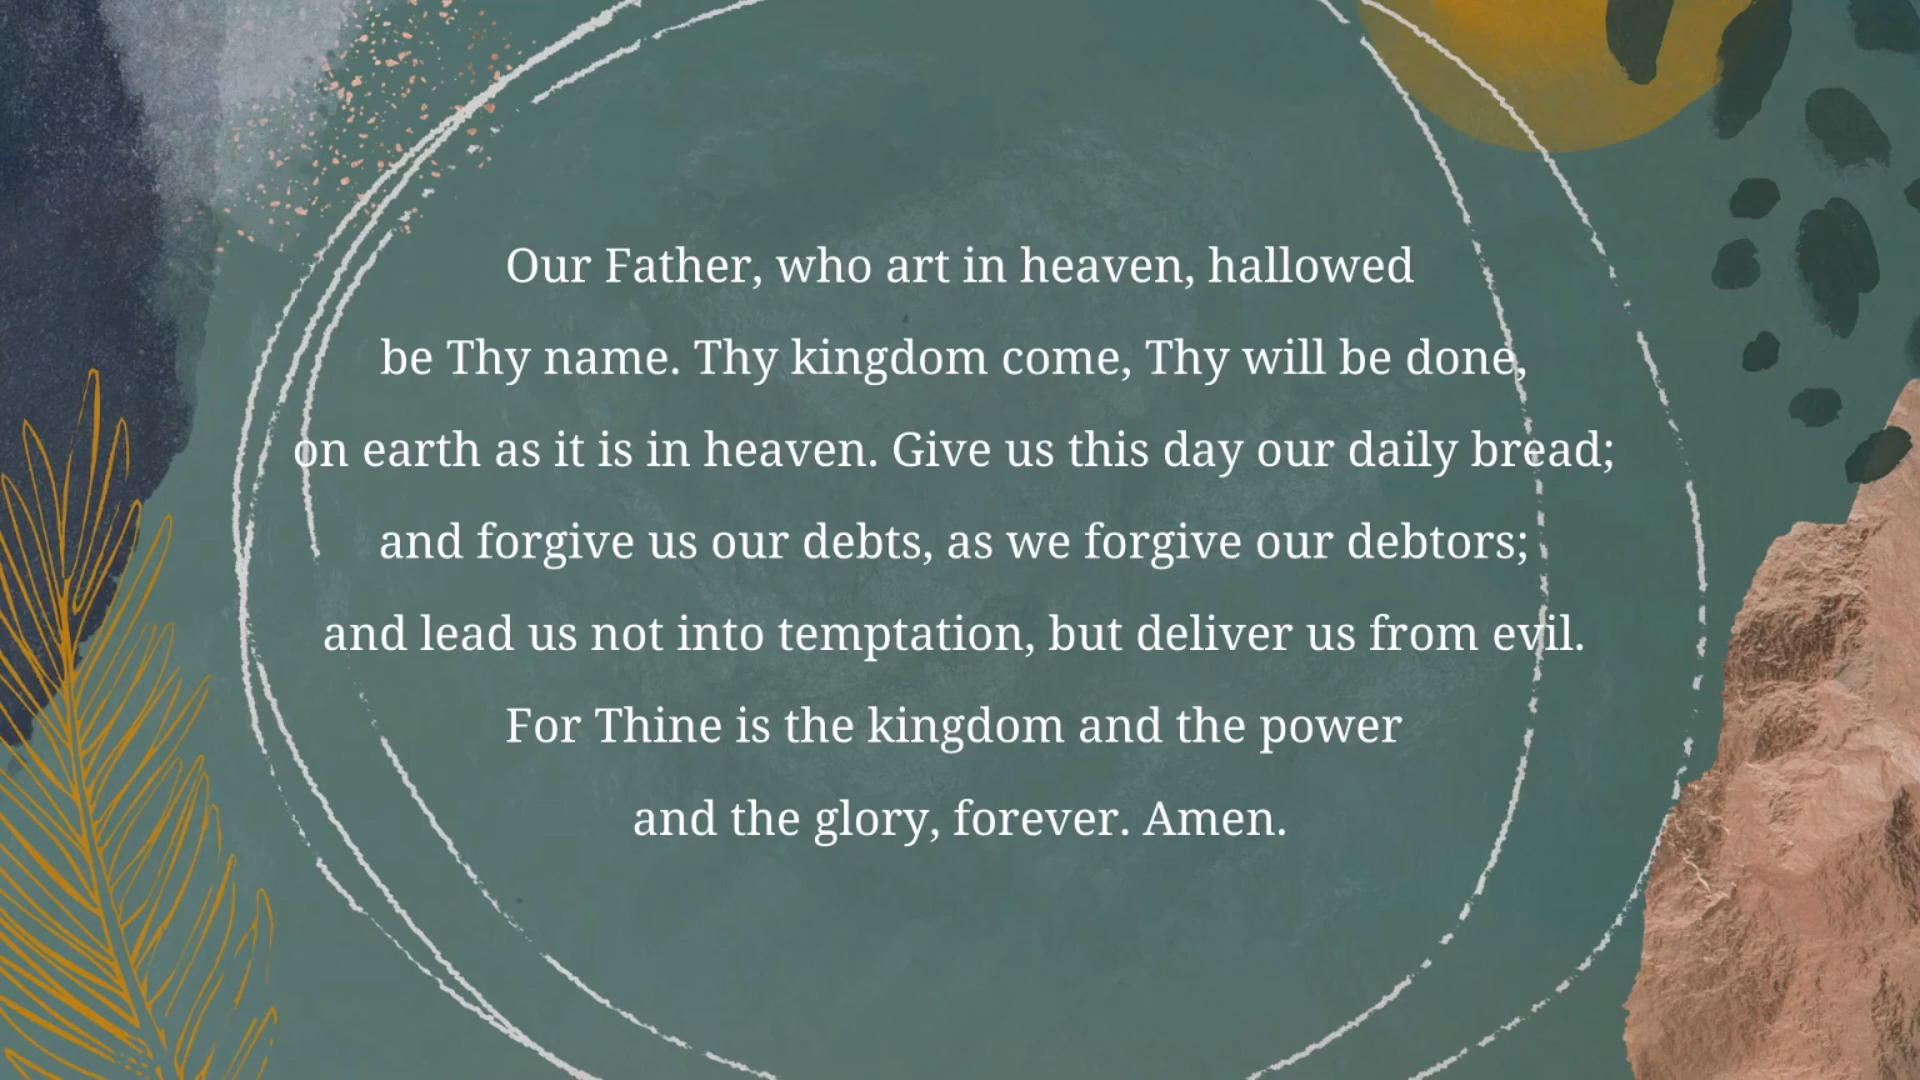 Our Father, who art in heaven, hallowed
be Thy name. Thy kingdom come, Thy will be done,
on earth as it is in heaven. Give us this day our daily bread;
and forgive us our debts, as we forgive our debtors;
and lead us not into temptation, but deliver us from evil.
For Thine is the kingdom and the power
and the glory, forever. Amen.